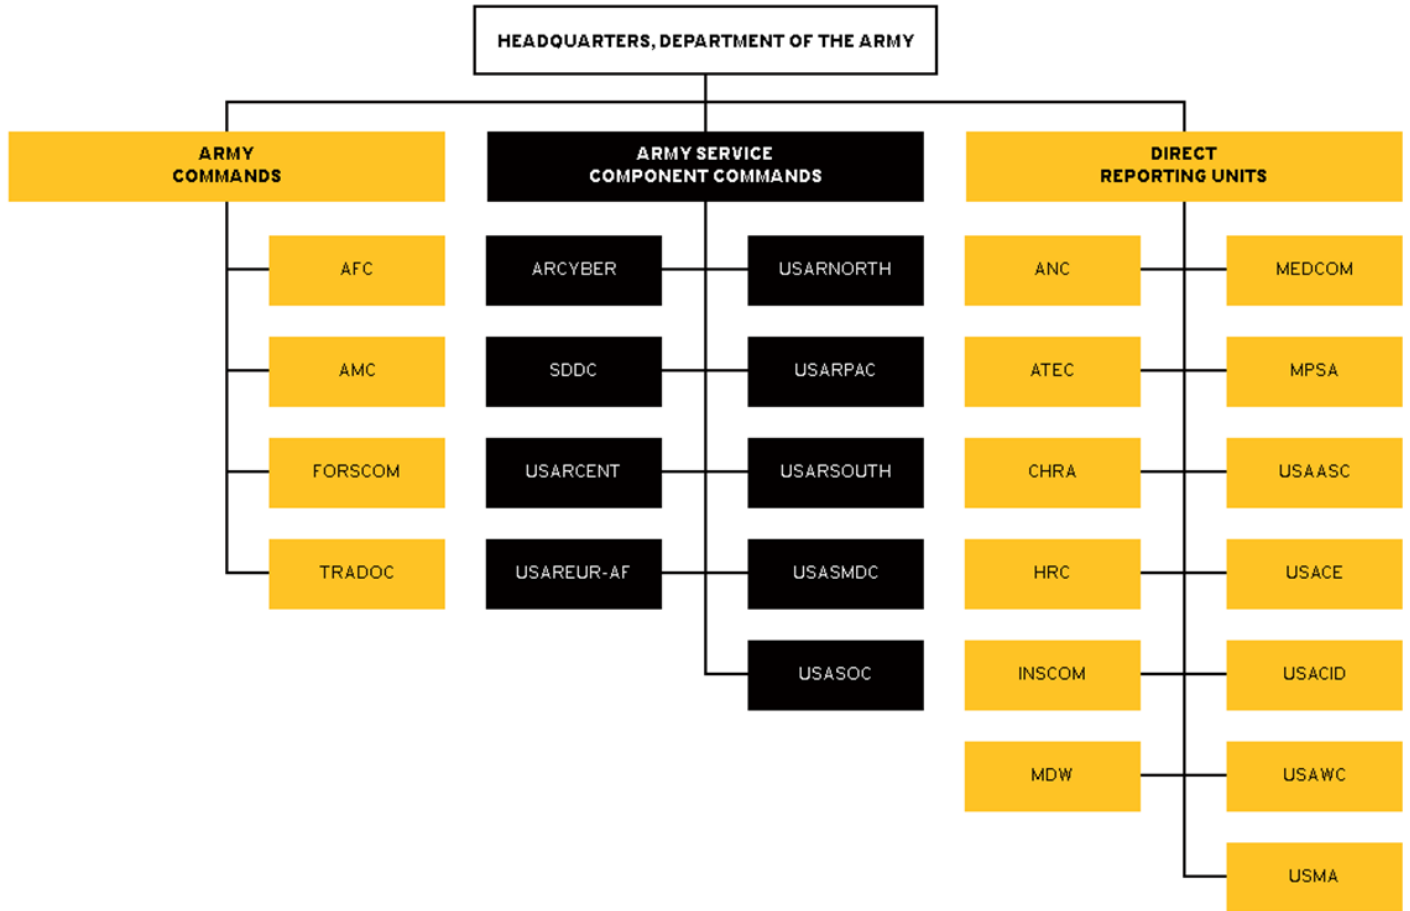 HEADQUARTERS, DEPARTMENT OF THE ARMY
ARMY
COMMANDS
AFC
AMC
FORSCOM
TRADOC
ARMY SERVICE
COMPONENT COMMANDS
ARCYBER
USARNORTH
SDDC
USARPAC
USARCENT
USARSOUTH
USAREUR-AF
USASMDC
USASOC
DIRECT
REPORTING UNITS
ANC
MEDCOM
ATEC
MPSA
CHRA
USAASC
HRC
USACE
INSCOM
USACID
MDW
USAWC
USMA